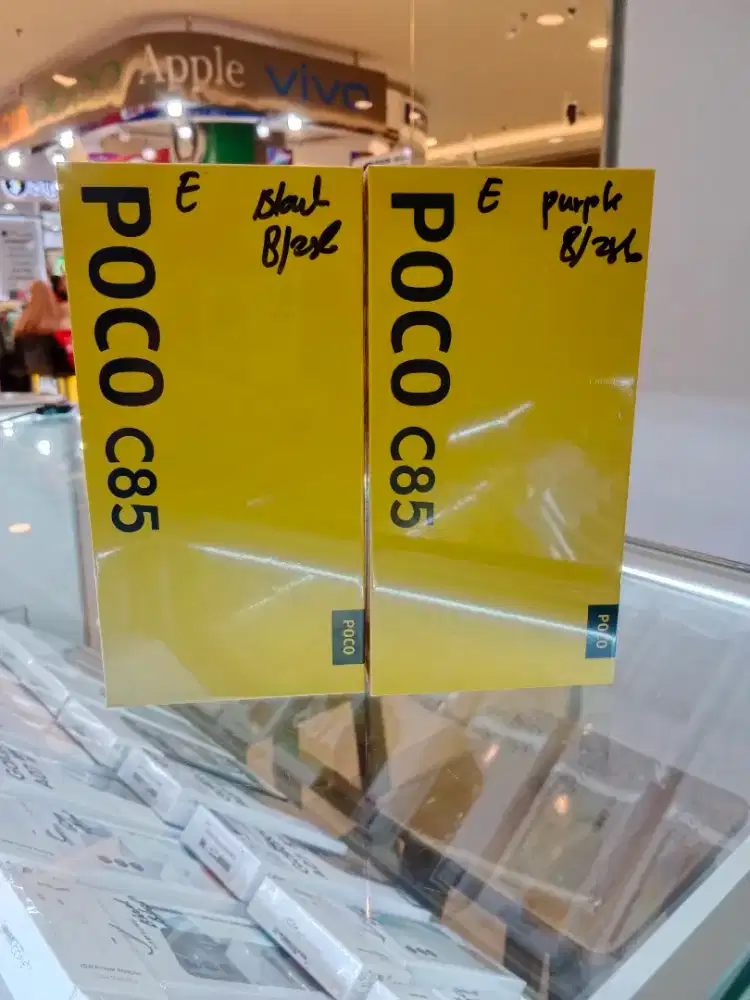 Apple vivo
E Black
8/256
POCO C85
POCO
E purple
8/256
POCO C85
POCO